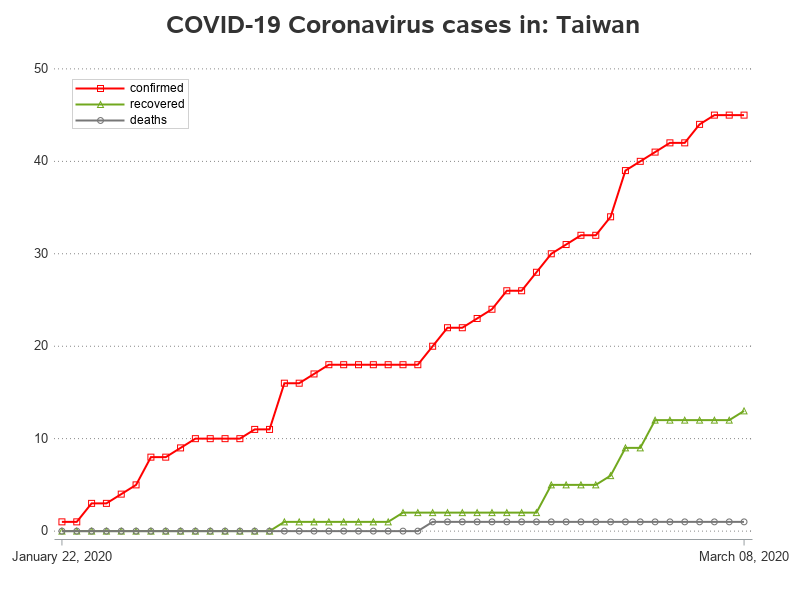 COVID-19 Coronavirus cases in: Taiwan
50
confirmed
recovered
deaths
40
30
20
10
0
January 22, 2020
March 08, 2020